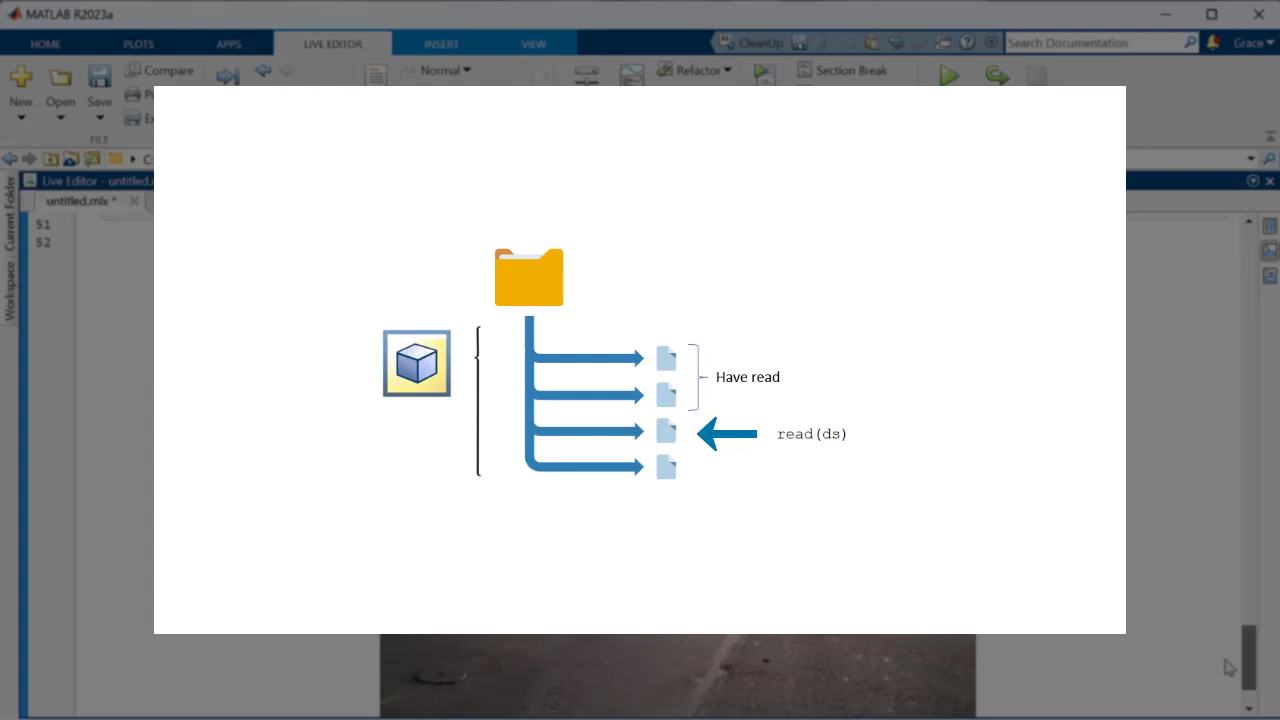 MATLAB R2023a
HOME PLOTS APPS LIVE EDITOR INSERT VIEW CleanUp Search Documentation Grace
Compare Normal Refactor Section Break
New Open Save
FILE
Live Editor - untitled.
untitled.mlx *
Current Folder
Workspace
51
52
Have read
read(ds)